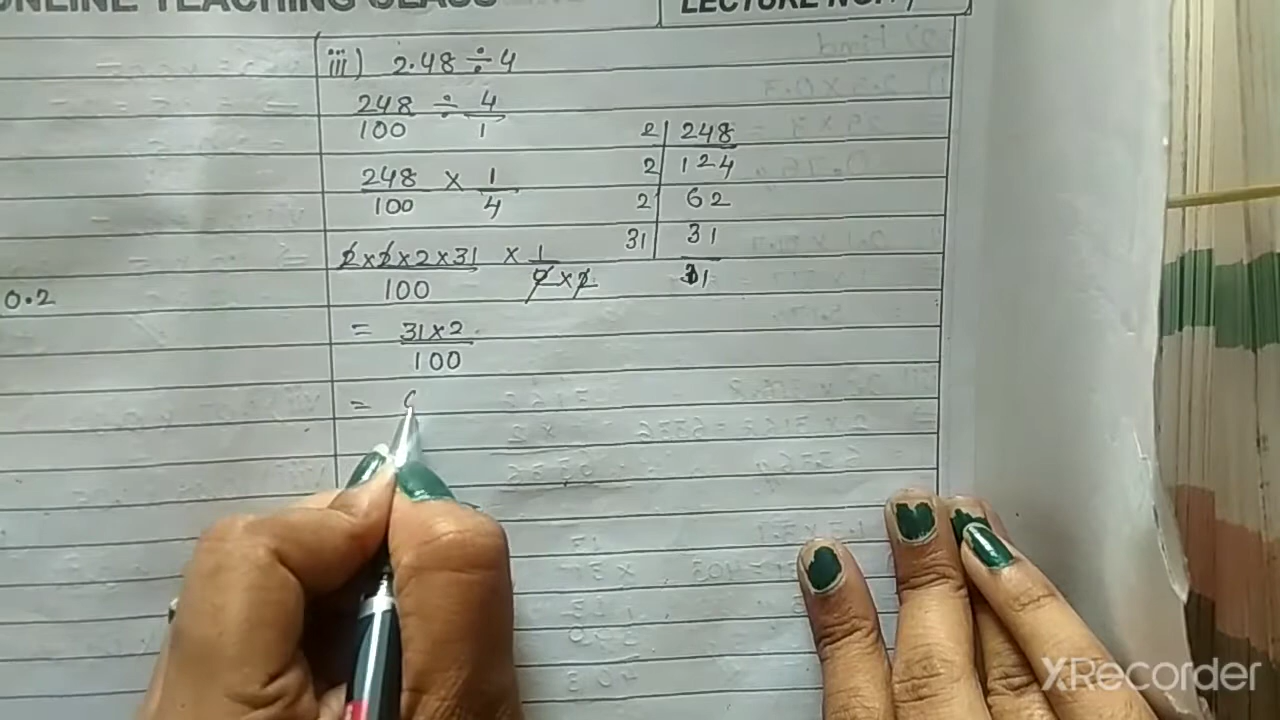 ONLINE TEACHING CLASS
LECTURE NO.
iii) 2.48 ÷ 4
248/100 ÷ 4/1
248/100 × 1/4
2×2×2×31/100 × 1/2×2
= 31×2/100
=
2 | 248
2 | 124
2 | 62
31 | 31
0.2
XRecorder